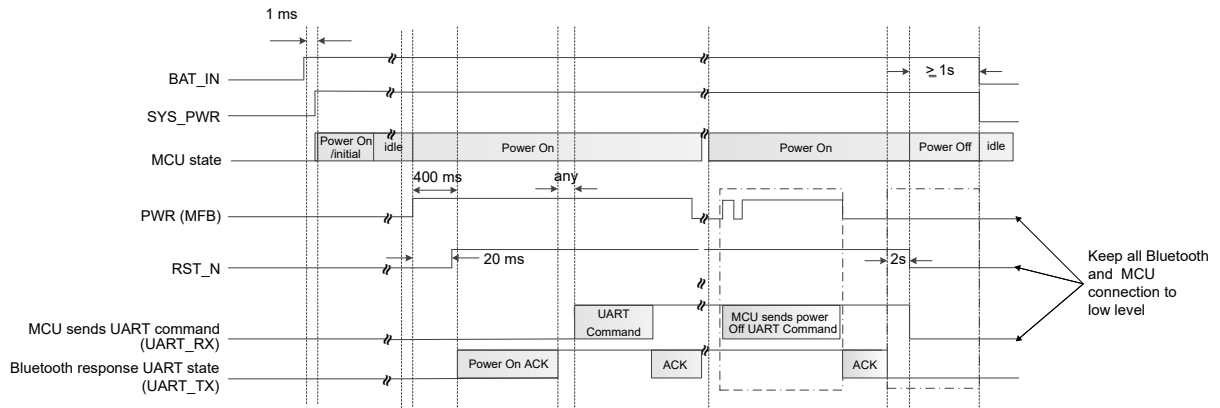 1 ms
BAT_IN
≥ 1s
SYS_PWR
MCU state
Power On
/initial
idle
Power On
Power On
Power Off
idle
400 ms
any
PWR (MFB)
RST_N
20 ms
2s
Keep all Bluetooth
and MCU
connection to
low level
MCU sends UART command
(UART_RX)
UART
Command
MCU sends power
Off UART Command
Bluetooth response UART state
(UART_TX)
Power On ACK
ACK
ACK